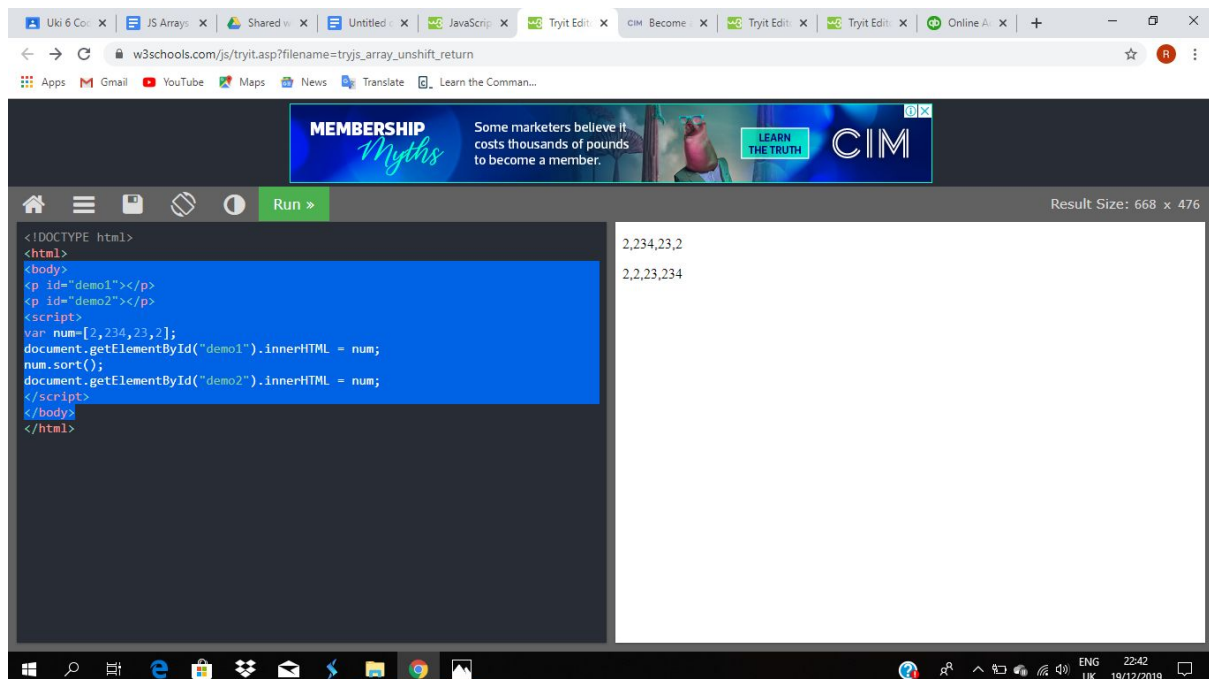 Uki 6 Co JS Arrays Shared w Untitled JavaScrip Tryit Edit CIM Become Tryit Edit Tryit Edit Online A
w3schools.com/js/tryit.asp?filename=tryjs_array_unshift_return R
Apps Gmail YouTube Maps News Translate Learn the Comman...
MEMBERSHIP
Myths
Some marketers believe it
costs thousands of pounds
to become a member.
LEARN
THE TRUTH
CIM
Run »
Result Size: 668 x 476
<!DOCTYPE html>
<html>
<body>
<p id="demo1"></p>
<p id="demo2"></p>
<script>
var num=[2,234,23,2];
document.getElementById("demo1").innerHTML = num;
num.sort();
document.getElementById("demo2").innerHTML = num;
</script>
</body>
</html>
2,234,23,2
2,2,23,234
ENG
UK
22:42
19/12/2019